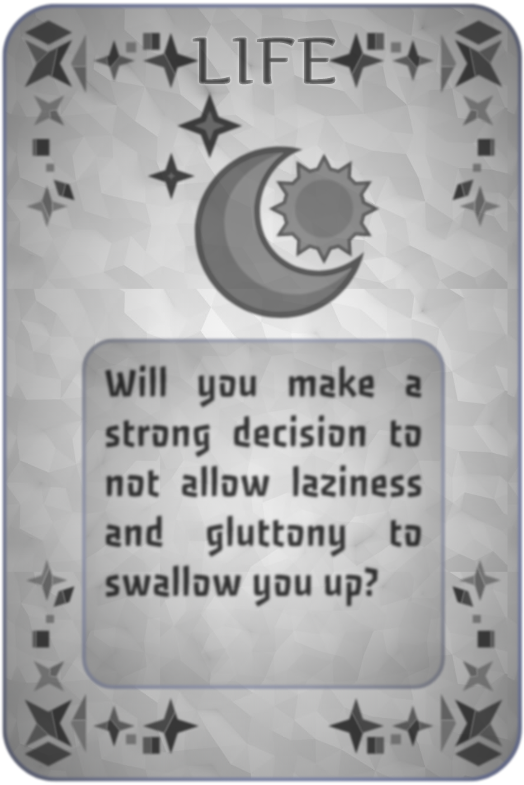 LIFE
Will you make a
strong decision to
not allow laziness
and gluttony to
swallow you up?